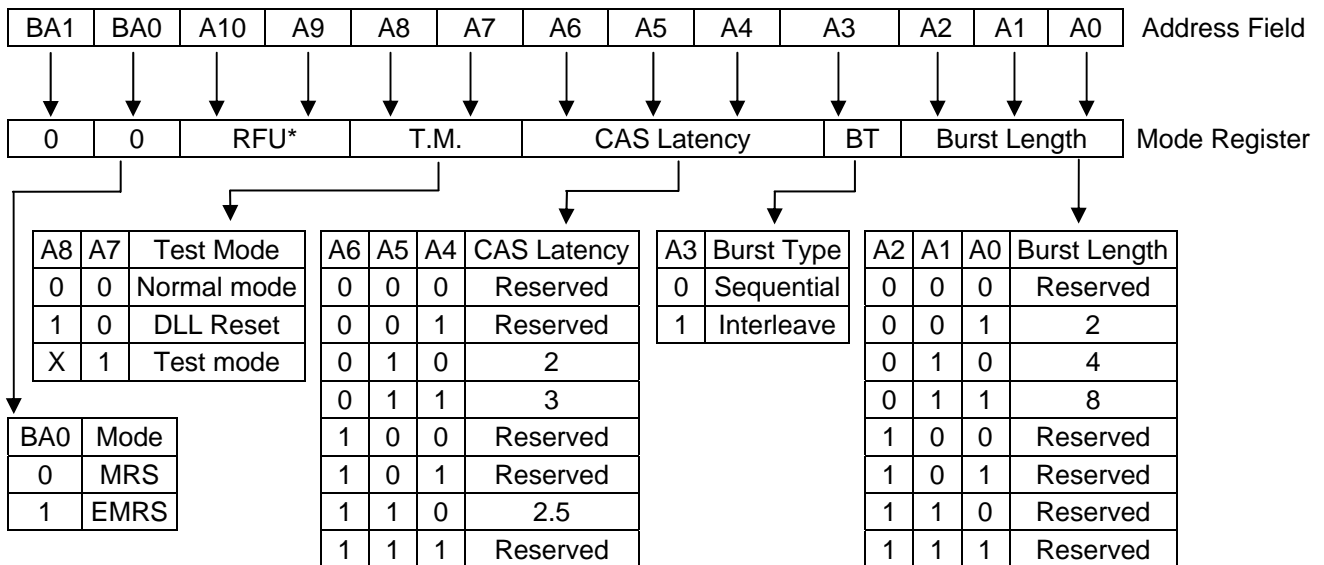 BA1 BA0 A10 A9 A8 A7 A6 A5 A4 A3 A2 A1 A0 Address Field
0 0 RFU* T.M. CAS Latency BT Burst Length Mode Register
A8 A7 Test Mode
0 0 Normal mode
1 0 DLL Reset
X 1 Test mode
BA0 Mode
0 MRS
1 EMRS
A6 A5 A4 CAS Latency
0 0 0 Reserved
0 0 1 Reserved
0 1 0 2
0 1 1 3
1 0 0 Reserved
1 0 1 Reserved
1 1 0 2.5
1 1 1 Reserved
A3 Burst Type
0 Sequential
1 Interleave
A2 A1 A0 Burst Length
0 0 0 Reserved
0 0 1 2
0 1 0 4
0 1 1 8
1 0 0 Reserved
1 0 1 Reserved
1 1 0 Reserved
1 1 1 Reserved